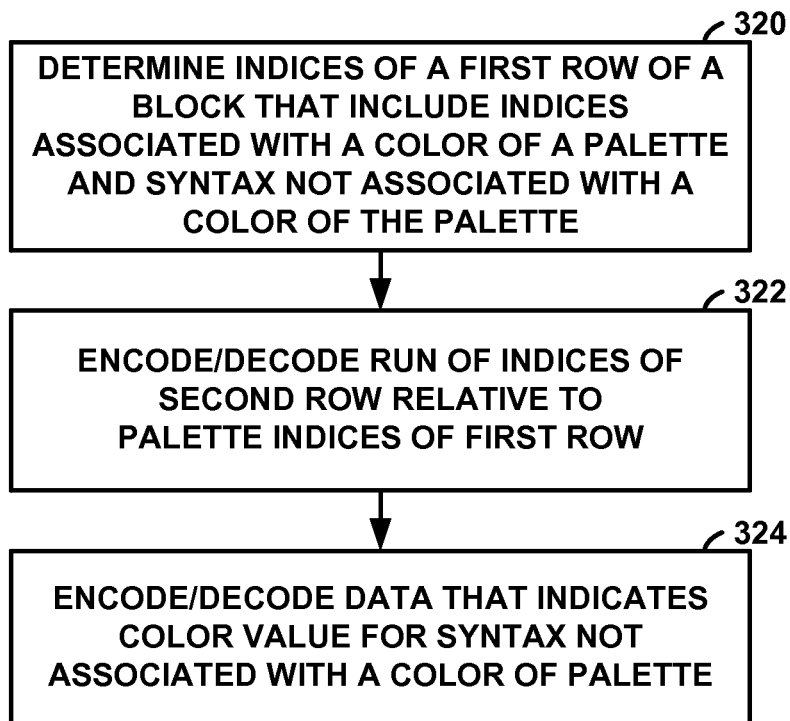 320
DETERMINE INDICES OF A FIRST ROW OF A
BLOCK THAT INCLUDE INDICES
ASSOCIATED WITH A COLOR OF A PALETTE
AND SYNTAX NOT ASSOCIATED WITH A
COLOR OF THE PALETTE
322
ENCODE/DECODE RUN OF INDICES OF
SECOND ROW RELATIVE TO
PALETTE INDICES OF FIRST ROW
324
ENCODE/DECODE DATA THAT INDICATES
COLOR VALUE FOR SYNTAX NOT
ASSOCIATED WITH A COLOR OF PALETTE